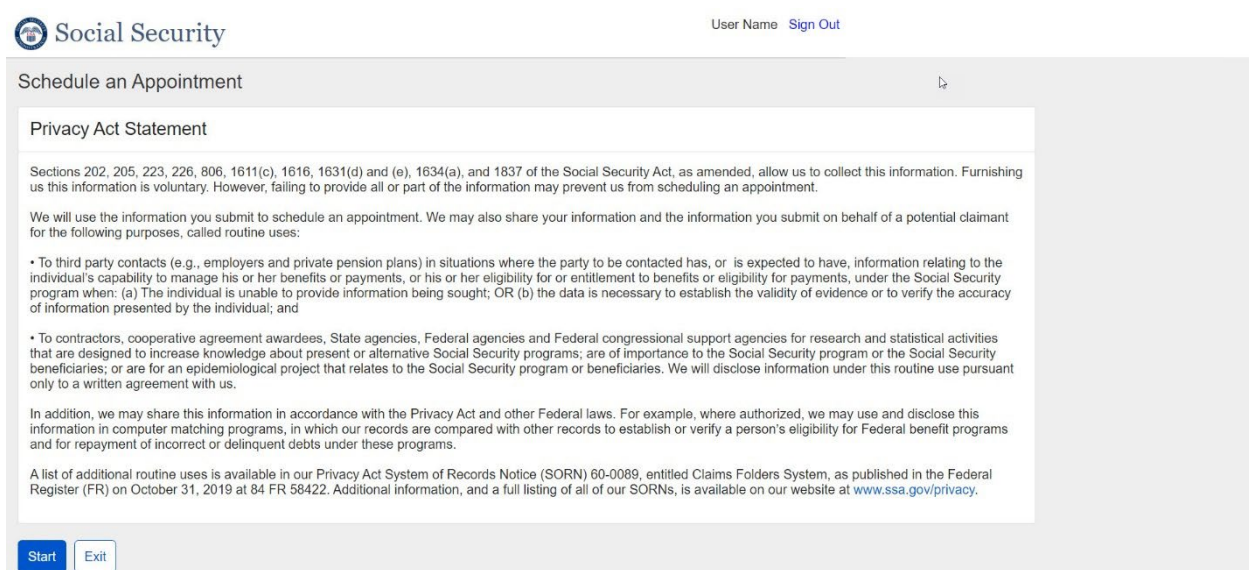 Social Security
User Name Sign Out
Schedule an Appointment
Privacy Act Statement
Sections 202, 205, 223, 226, 806, 1611(c), 1616, 1631(d) and (e), 1634(a), and 1837 of the Social Security Act, as amended, allow us to collect this information. Furnishing
us this information is voluntary. However, failing to provide all or part of the information may prevent us from scheduling an appointment.
We will use the information you submit to schedule an appointment. We may also share your information and the information you submit on behalf of a potential claimant
for the following purposes, called routine uses:
• To third party contacts (e.g., employers and private pension plans) in situations where the party to be contacted has, or is expected to have, information relating to the
individual's capability to manage his or her benefits or payments, or his or her eligibility for or entitlement to benefits or eligibility for payments, under the Social Security
program when: (a) The individual is unable to provide information being sought; OR (b) the data is necessary to establish the validity of evidence or to verify the accuracy
of information presented by the individual; and
• To contractors, cooperative agreement awardees, State agencies, Federal agencies and Federal congressional support agencies for research and statistical activities
that are designed to increase knowledge about present or alternative Social Security programs; are of importance to the Social Security program or the Social Security
beneficiaries; or are for an epidemiological project that relates to the Social Security program or beneficiaries. We will disclose information under this routine use pursuant
only to a written agreement with us.
In addition, we may share this information in accordance with the Privacy Act and other Federal laws. For example, where authorized, we may use and disclose this
information in computer matching programs, in which our records are compared with other records to establish or verify a person's eligibility for Federal benefit programs
and for repayment of incorrect or delinquent debts under these programs.
A list of additional routine uses is available in our Privacy Act System of Records Notice (SORN) 60-0089, entitled Claims Folders System, as published in the Federal
Register (FR) on October 31, 2019 at 84 FR 58422. Additional information, and a full listing of all of our SORNs, is available on our website at www.ssa.gov/privacy.
Start Exit